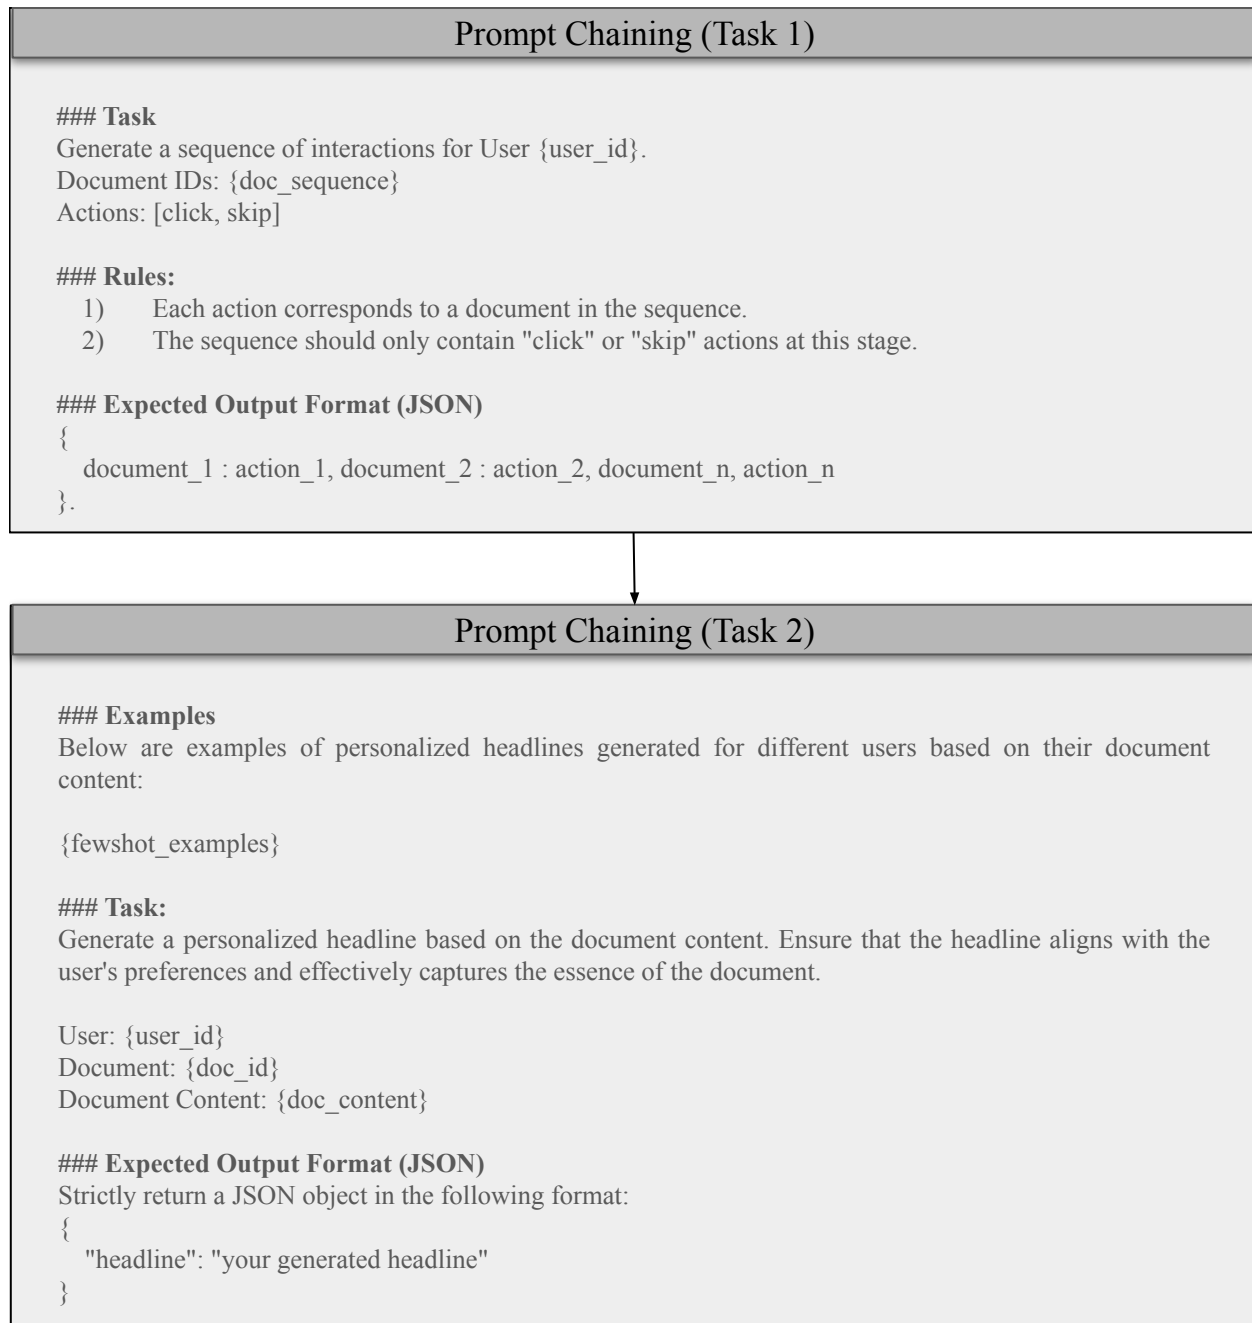 Prompt Chaining (Task 1)
### Task
Generate a sequence of interactions for User {user_id}.
Document IDs: {doc_sequence}
Actions: [click, skip]
### Rules:
1) Each action corresponds to a document in the sequence.
2) The sequence should only contain "click" or "skip" actions at this stage.
### Expected Output Format (JSON)
{
document_1 : action_1, document_2 : action_2, document_n, action_n
}.
Prompt Chaining (Task 2)
### Examples
Below are examples of personalized headlines generated for different users based on their document
content:
{fewshot_examples}
### Task:
Generate a personalized headline based on the document content. Ensure that the headline aligns with the
user's preferences and effectively captures the essence of the document.
User: {user_id}
Document: {doc_id}
Document Content: {doc_content}
### Expected Output Format (JSON)
Strictly return a JSON object in the following format:
{
"headline": "your generated headline"
}